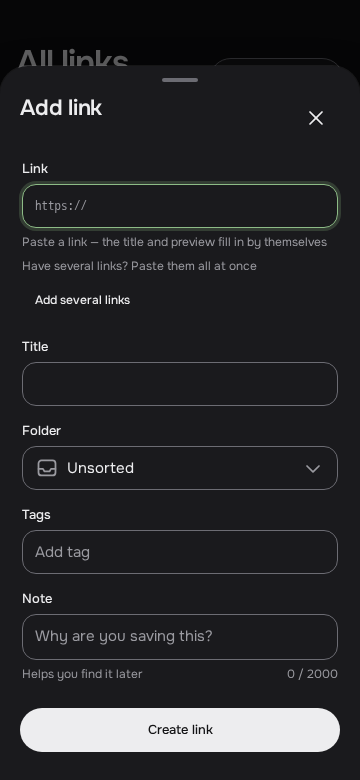 All links
Add link
Link
https://
Paste a link — the title and preview fill in by themselves
Have several links? Paste them all at once
Add several links
Title
Folder
Unsorted
Tags
Add tag
Note
Why are you saving this?
Helps you find it later
0 / 2000
Create link